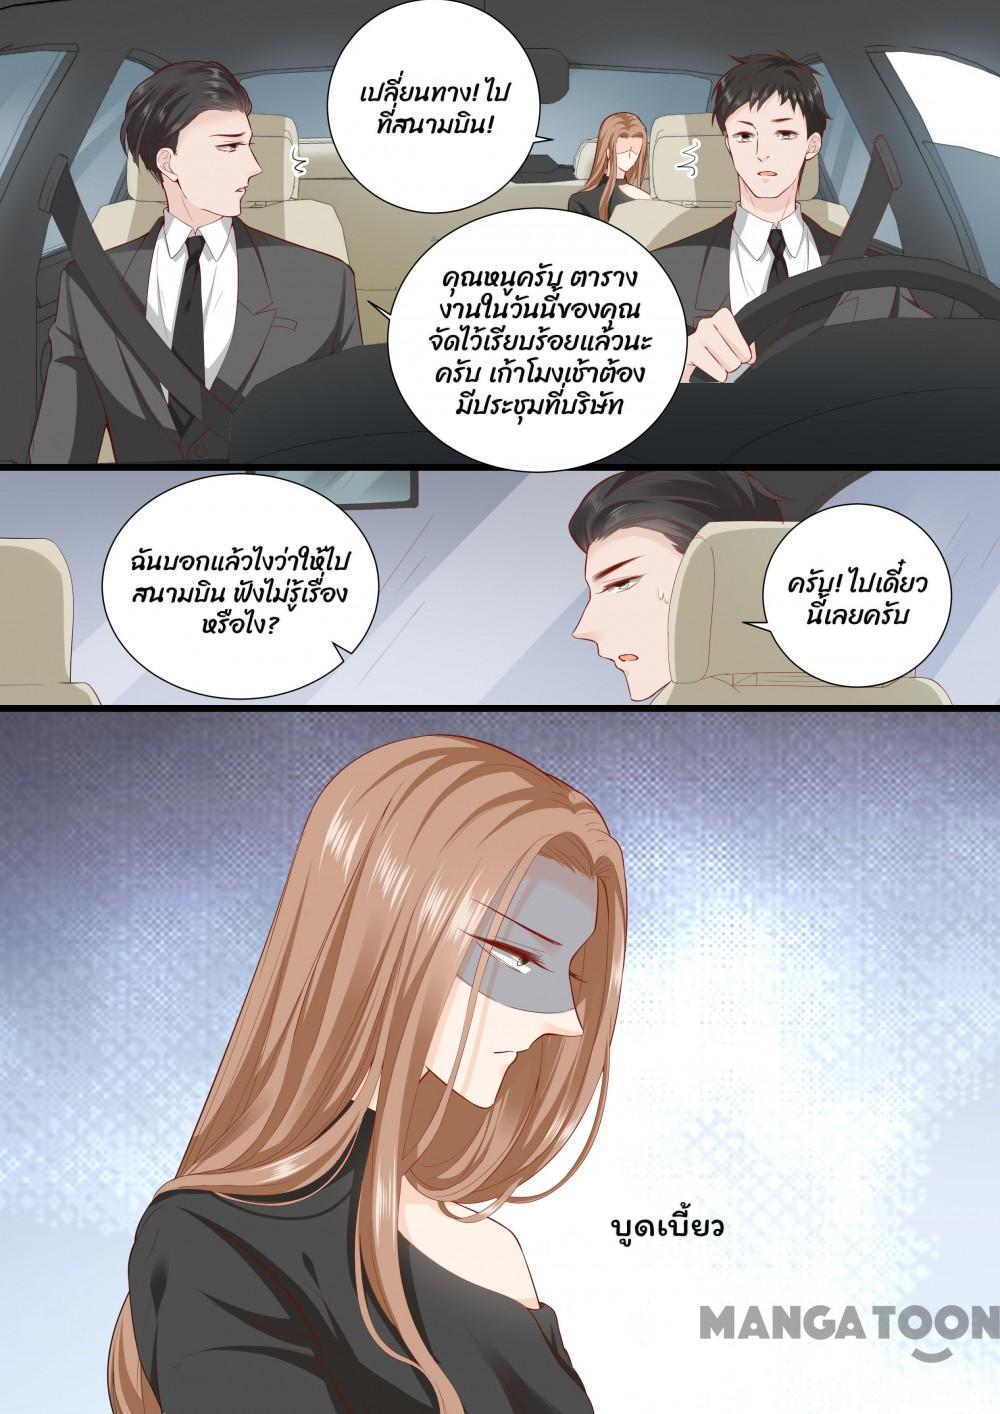 เปลี่ยนทาง! ไป
ที่สนามบิน!
คุณหนูครับ ตาราง
งานในวันนี้ของคุณ
จัดไว้เรียบร้อยแล้วนะ
ครับ เก้าโมงเช้าต้อง
มีประชุมที่บริษัท
ฉันบอกแล้วไงว่าให้ไป
สนามบิน ฟังไม่รู้เรื่อง
หรือไง?
ครับ! ไปเดี๋ยว
นี้เลยครับ
บูดเบี้ยว
MANGATOON